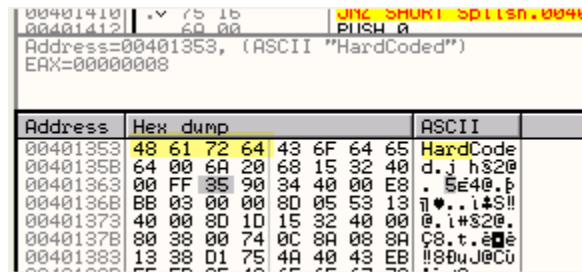 00401410 . 75 16 JNZ SHORT Splish.0040
00401412 6A 00 PUSH 0
Address=00401353, (ASCII "HardCoded")
EAX=00000008
Address Hex dump ASCII
00401353 48 61 72 64 43 6F 64 65 HardCode
0040135B 64 00 6A 20 68 15 32 40 d.j h§2@
00401363 00 FF 35 90 34 40 00 E8
0040136B BB 03 00 00 8D 05 53 13
00401373 40 00 8D 1D 15 32 40 00
0040137B 80 38 00 74 0C 8A 08 8A
00401383 13 38 D1 75 4A 40 43 EB